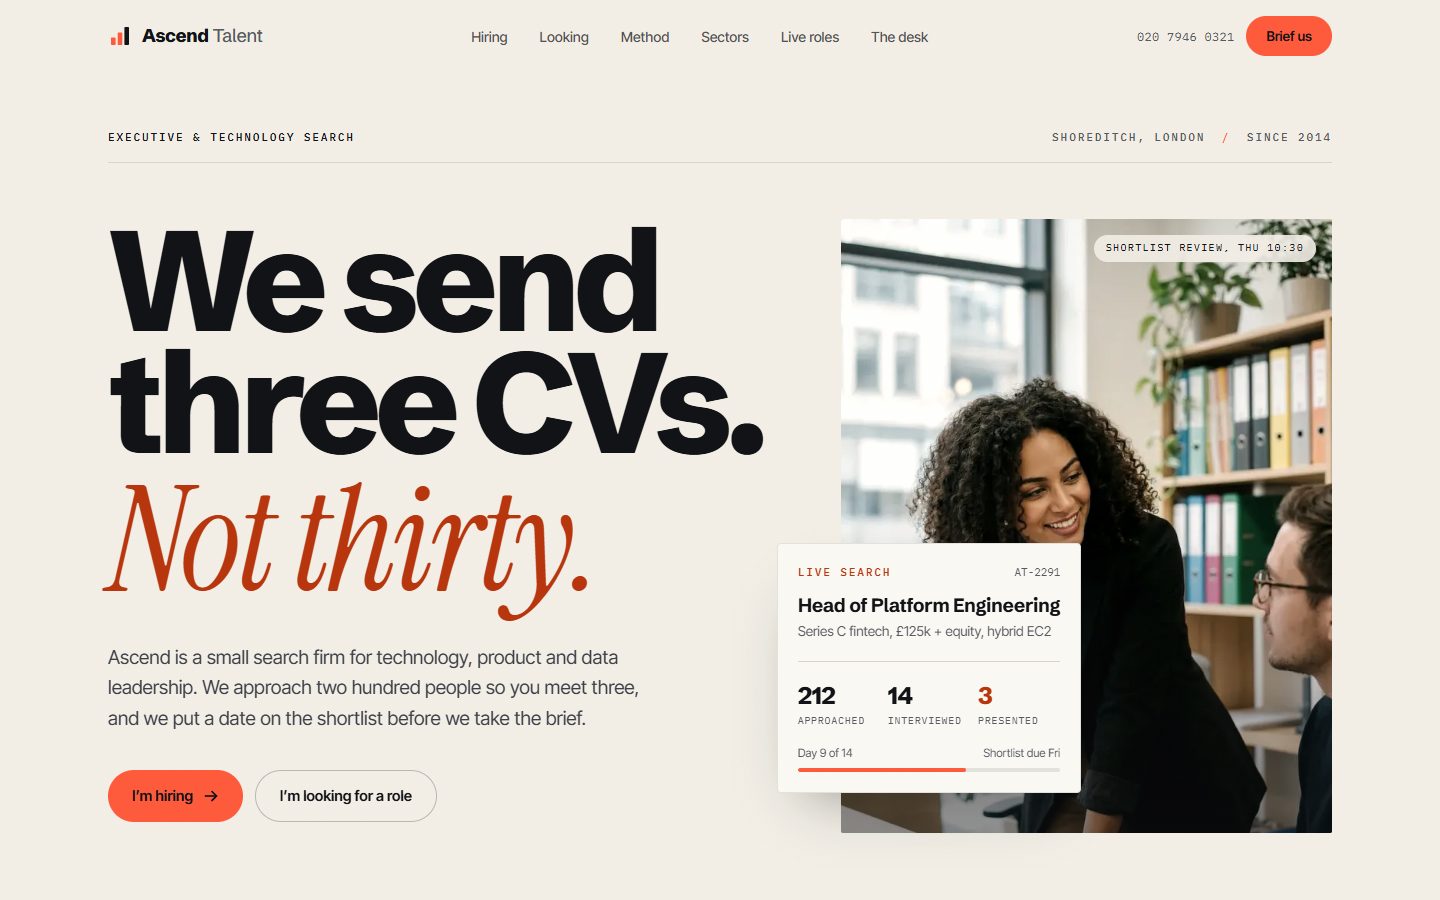 Ascend Talent
Hiring
Looking
Method
Sectors
Live roles
The desk
020 7946 0321
Brief us
EXECUTIVE & TECHNOLOGY SEARCH
SHOREDITCH, LONDON / SINCE 2014
We send
three CVs.
Not thirty.
Ascend is a small search firm for technology, product and data
leadership. We approach two hundred people so you meet three,
and we put a date on the shortlist before we take the brief.
I'm hiring →
I'm looking for a role
SHORTLIST REVIEW, THU 10:30
LIVE SEARCH
AT-2291
Head of Platform Engineering
Series C fintech, £125k + equity, hybrid EC2
212
APPROACHED
14
INTERVIEWED
3
PRESENTED
Day 9 of 14
Shortlist due Fri